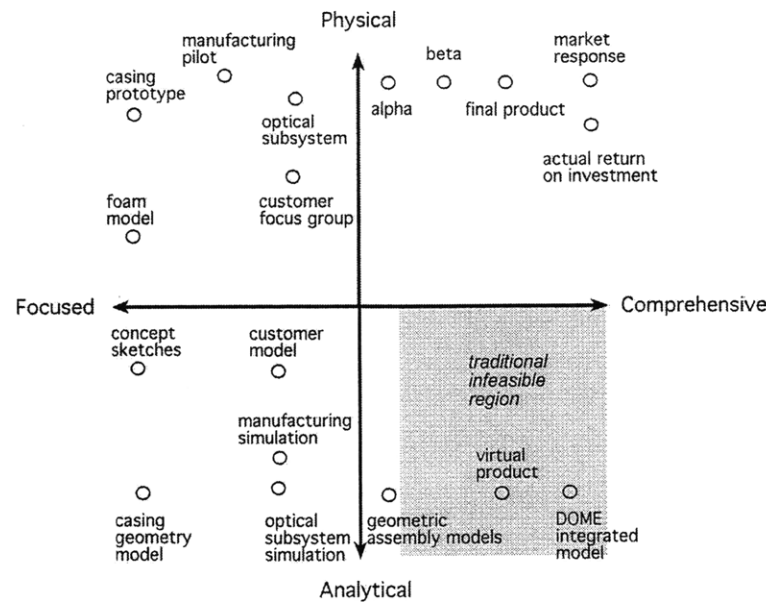 Physical
manufacturing
pilot
casing
prototype
optical
subsystem
customer
focus group
foam
model
beta
market
response
alpha
final product
actual return
on investment
Focused
Comprehensive
concept
sketches
customer
model
traditional
infeasible
region
manufacturing
simulation
virtual
product
casing
geometry
model
optical
subsystem
simulation
geometric
assembly models
DOME
integrated
model
Analytical